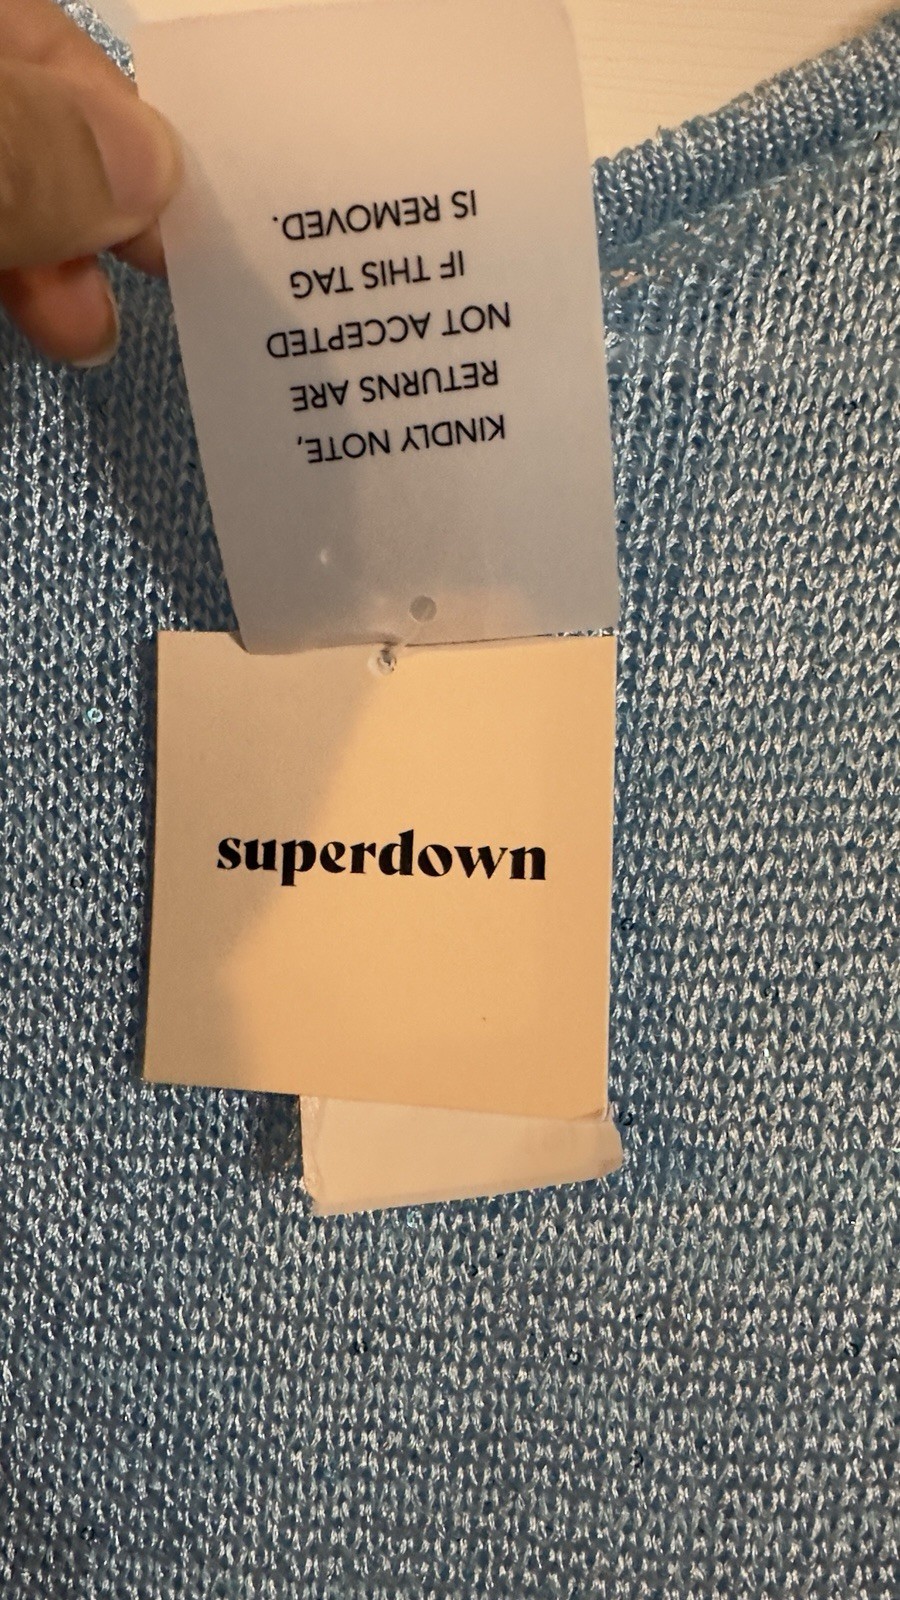 KINDLY NOTE,
RETURNS ARE
NOT ACCEPTED
IF THIS TAG
IS REMOVED.
superdown